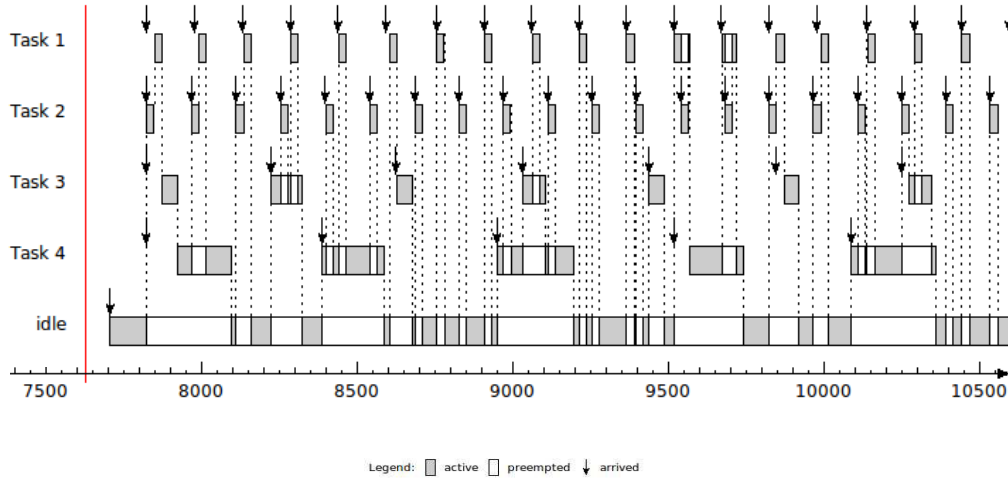 Task 1
Task 2
Task 3
Task 4
idle
7500 8000 8500 9000 9500 10000 10500
Legend: active preempted arrived